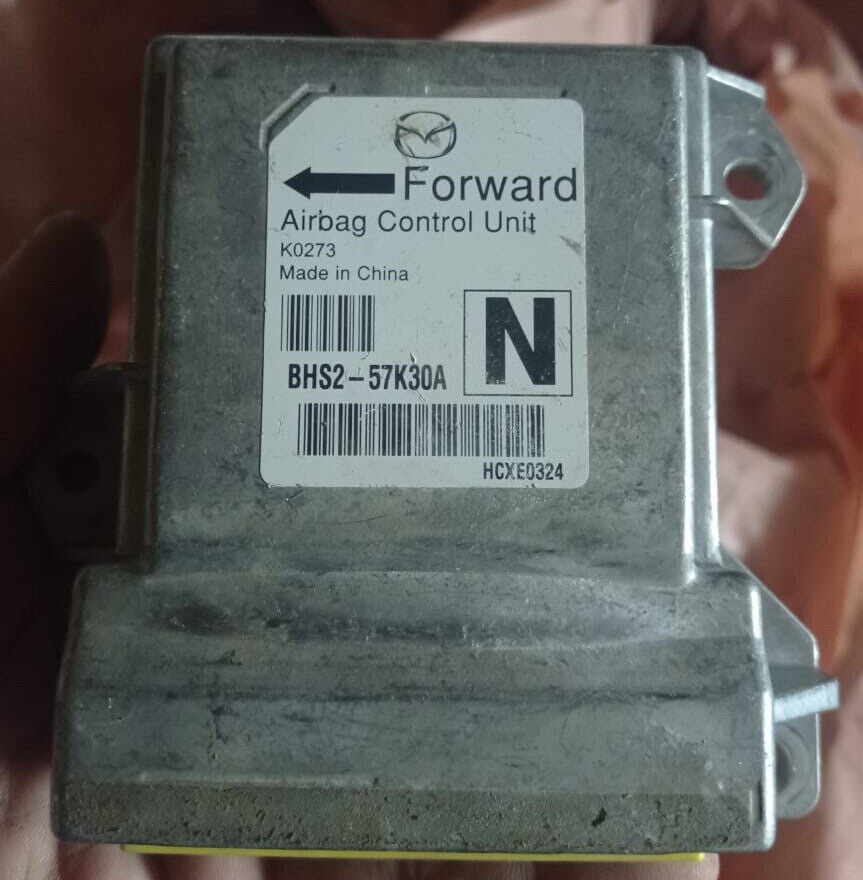 Forward
Airbag Control Unit
K0273
Made in China
N
BHS2-57K30A
HCXE0324